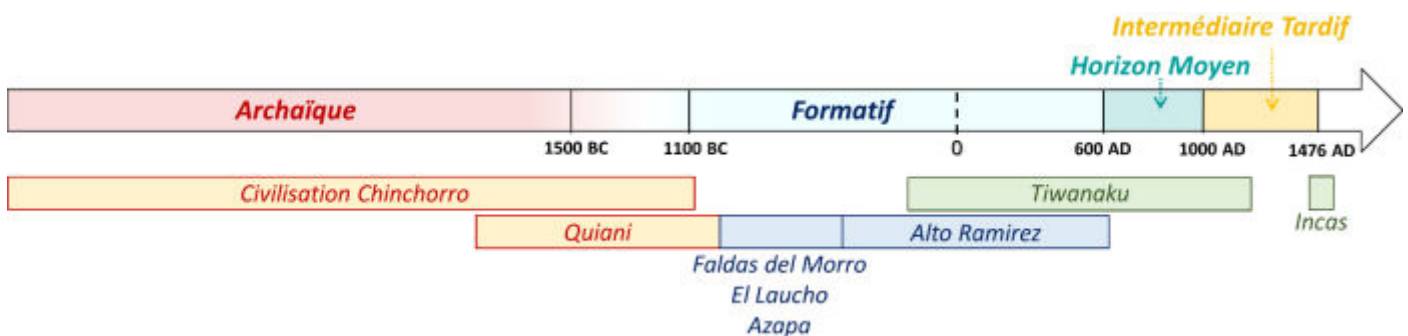 Intermédiaire Tardif
Horizon Moyen
Archaïque
Formatif
1500 BC
1100 BC
0
600 AD
1000 AD
1476 AD
Civilisation Chinchorro
Tiwanaku
Incas
Quiani
Alto Ramirez
Faldas del Morro
El Laucho
Azapa